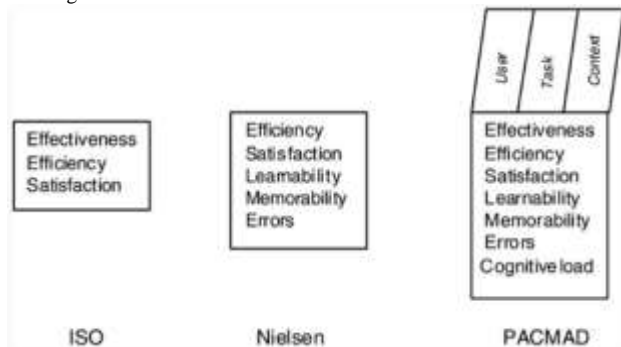 User
Task
Context
Effectiveness
Efficiency
Satisfaction
Efficiency
Satisfaction
Learnability
Memorability
Errors
Effectiveness
Efficiency
Satisfaction
Learnability
Memorability
Errors
Cognitive load
ISO
Nielsen
PACMAD